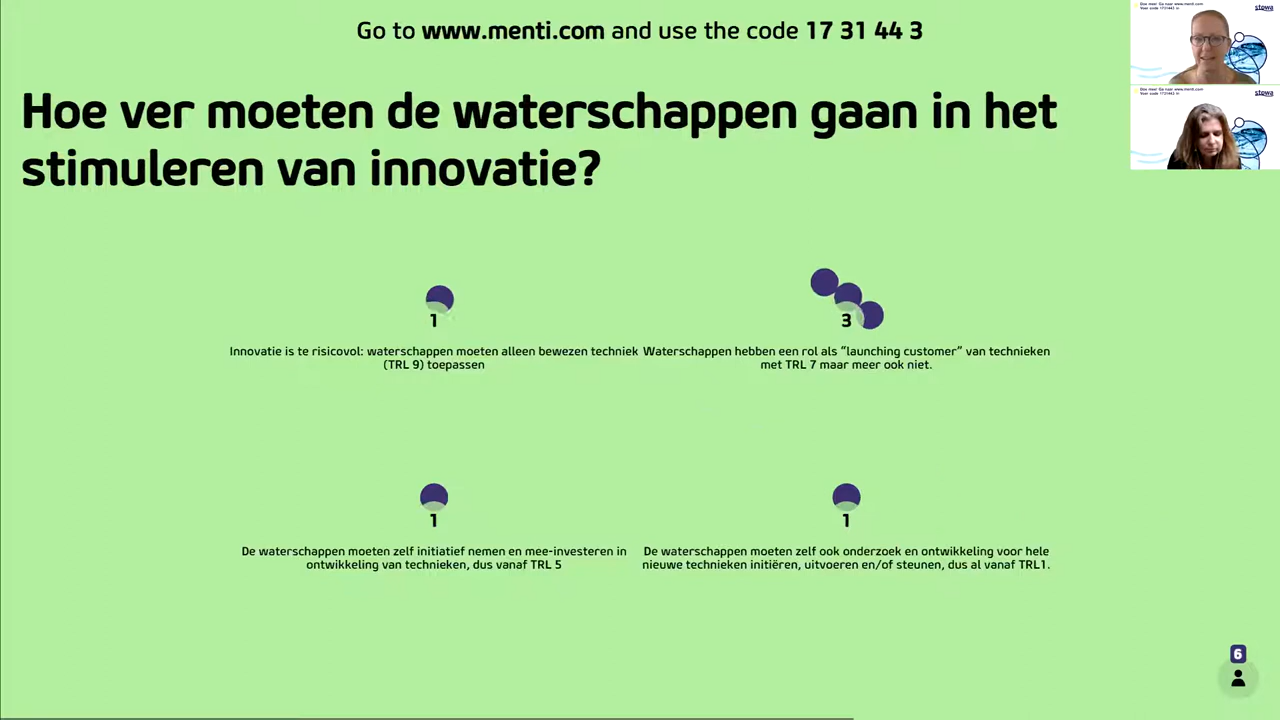 Go to www.menti.com and use the code 17 31 44 3
Hoe ver moeten de waterschappen gaan in het
stimuleren van innovatie?
1
Innovatie is te risicovol: waterschappen moeten alleen bewezen techniek
(TRL 9) toepassen
3
Waterschappen hebben een rol als “launching customer” van technieken
met TRL 7 maar meer ook niet.
1
De waterschappen moeten zelf initiatief nemen en mee-investeren in
ontwikkeling van technieken, dus vanaf TRL 5
1
De waterschappen moeten zelf ook onderzoek en ontwikkeling voor hele
nieuwe technieken initiëren, uitvoeren en/of steunen, dus al vanaf TRL1.
6
stowa
stowa